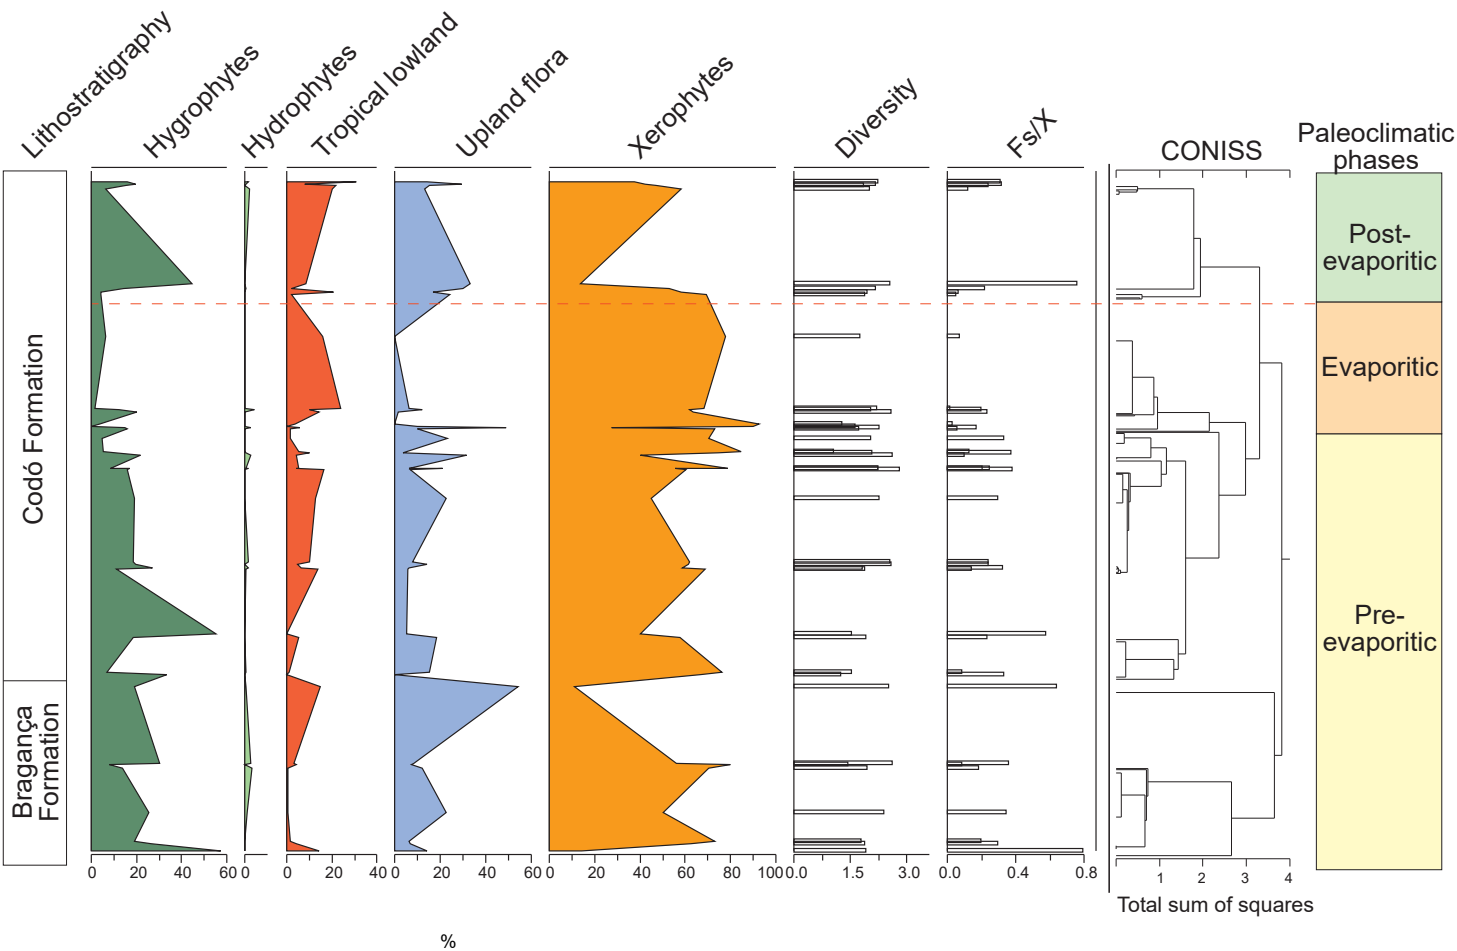 Lithostratigraphy
Hygrophytes
Hydrophytes
Tropical lowland
Upland flora
Xerophytes
Diversity
Fs/X
CONISS
Paleoclimatic
phases
Codó Formation
Bragança
Formation
Post-
evaporitic
Evaporitic
Pre-
evaporitic
0 20 40 60 0 0 20 40 0 20 40 60 0 20 40 60 80 100 0.0 1.5 3.0 0.0 0.4 0.8
1 2 3 4
Total sum of squares
%